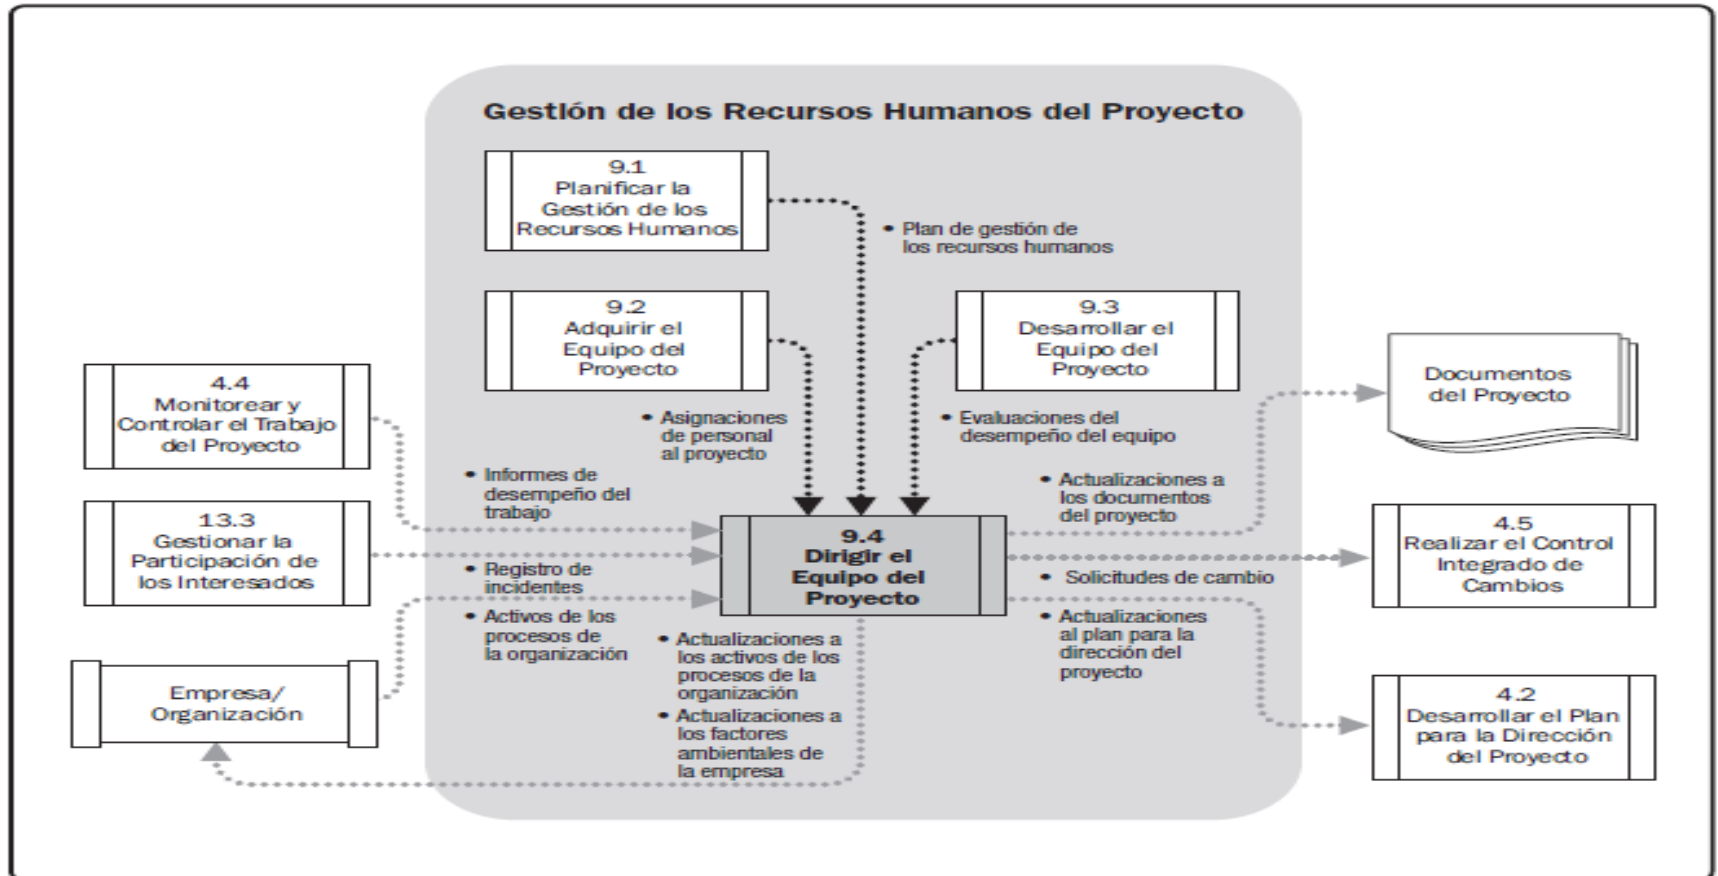 Gestión de los Recursos Humanos del Proyecto
9.1
Planificar la
Gestión de los
Recursos Humanos
• Plan de gestión de
los recursos humanos
9.2
Adquirir el
Equipo del
Proyecto
9.3
Desarrollar el
Equipo del
Proyecto
4.4
Monitorear y
Controlar el Trabajo
del Proyecto
Documentos
del Proyecto
• Asignaciones
de personal
al proyecto
• Evaluaciones del
desempeño del equipo
• Informes de
desempeño del
trabajo
• Actualizaciones a
los documentos
del proyecto
13.3
Gestionar la
Participación de
los Interesados
9.4
Dirigir el
Equipo del
Proyecto
4.5
Realizar el Control
Integrado de
Cambios
• Registro de
incidentes
• Solicitudes de cambio
• Activos de los
procesos de
la organización
• Actualizaciones a
los activos de los
procesos de la
organización
• Actualizaciones a
los factores
ambientales de
la empresa
• Actualizaciones
al plan para la
dirección del
proyecto
Empresa/
Organización
4.2
Desarrollar el Plan
para la Dirección
del Proyecto